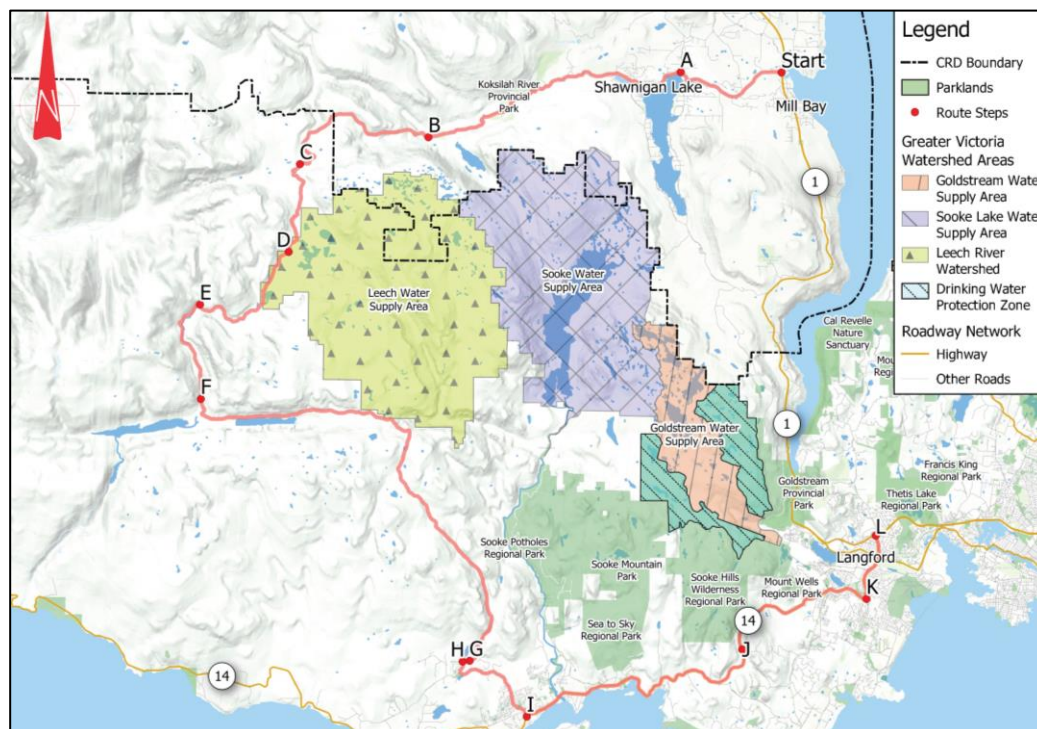 N
Legend
CRD Boundary
Parklands
Route Steps
Greater Victoria
Watershed Areas
Goldstream Water
Supply Area
Sooke Lake Water
Supply Area
Leech River
Watershed
Drinking Water
Protection Zone
Roadway Network
Highway
Other Roads
A
Start
Shawnigan Lake
Mill Bay
Koksilah River
Provincial
Park
B
C
1
D
E
Sooke Water
Supply Area
Leech Water
Supply Area
Cal Revelle
Nature
Sanctuary
F
1
Goldstream Water
Supply Area
Francis King
Regional Park
Goldstream
Provincial
Park
Thetis Lake
Regional Park
L
Langford
Sooke Potholes
Regional Park
Sooke Mountain
Park
Sooke Hills
Wilderness
Regional Park
Mount Wells
Regional Park
K
Sea to Sky
Regional Park
14
J
H G
14
I